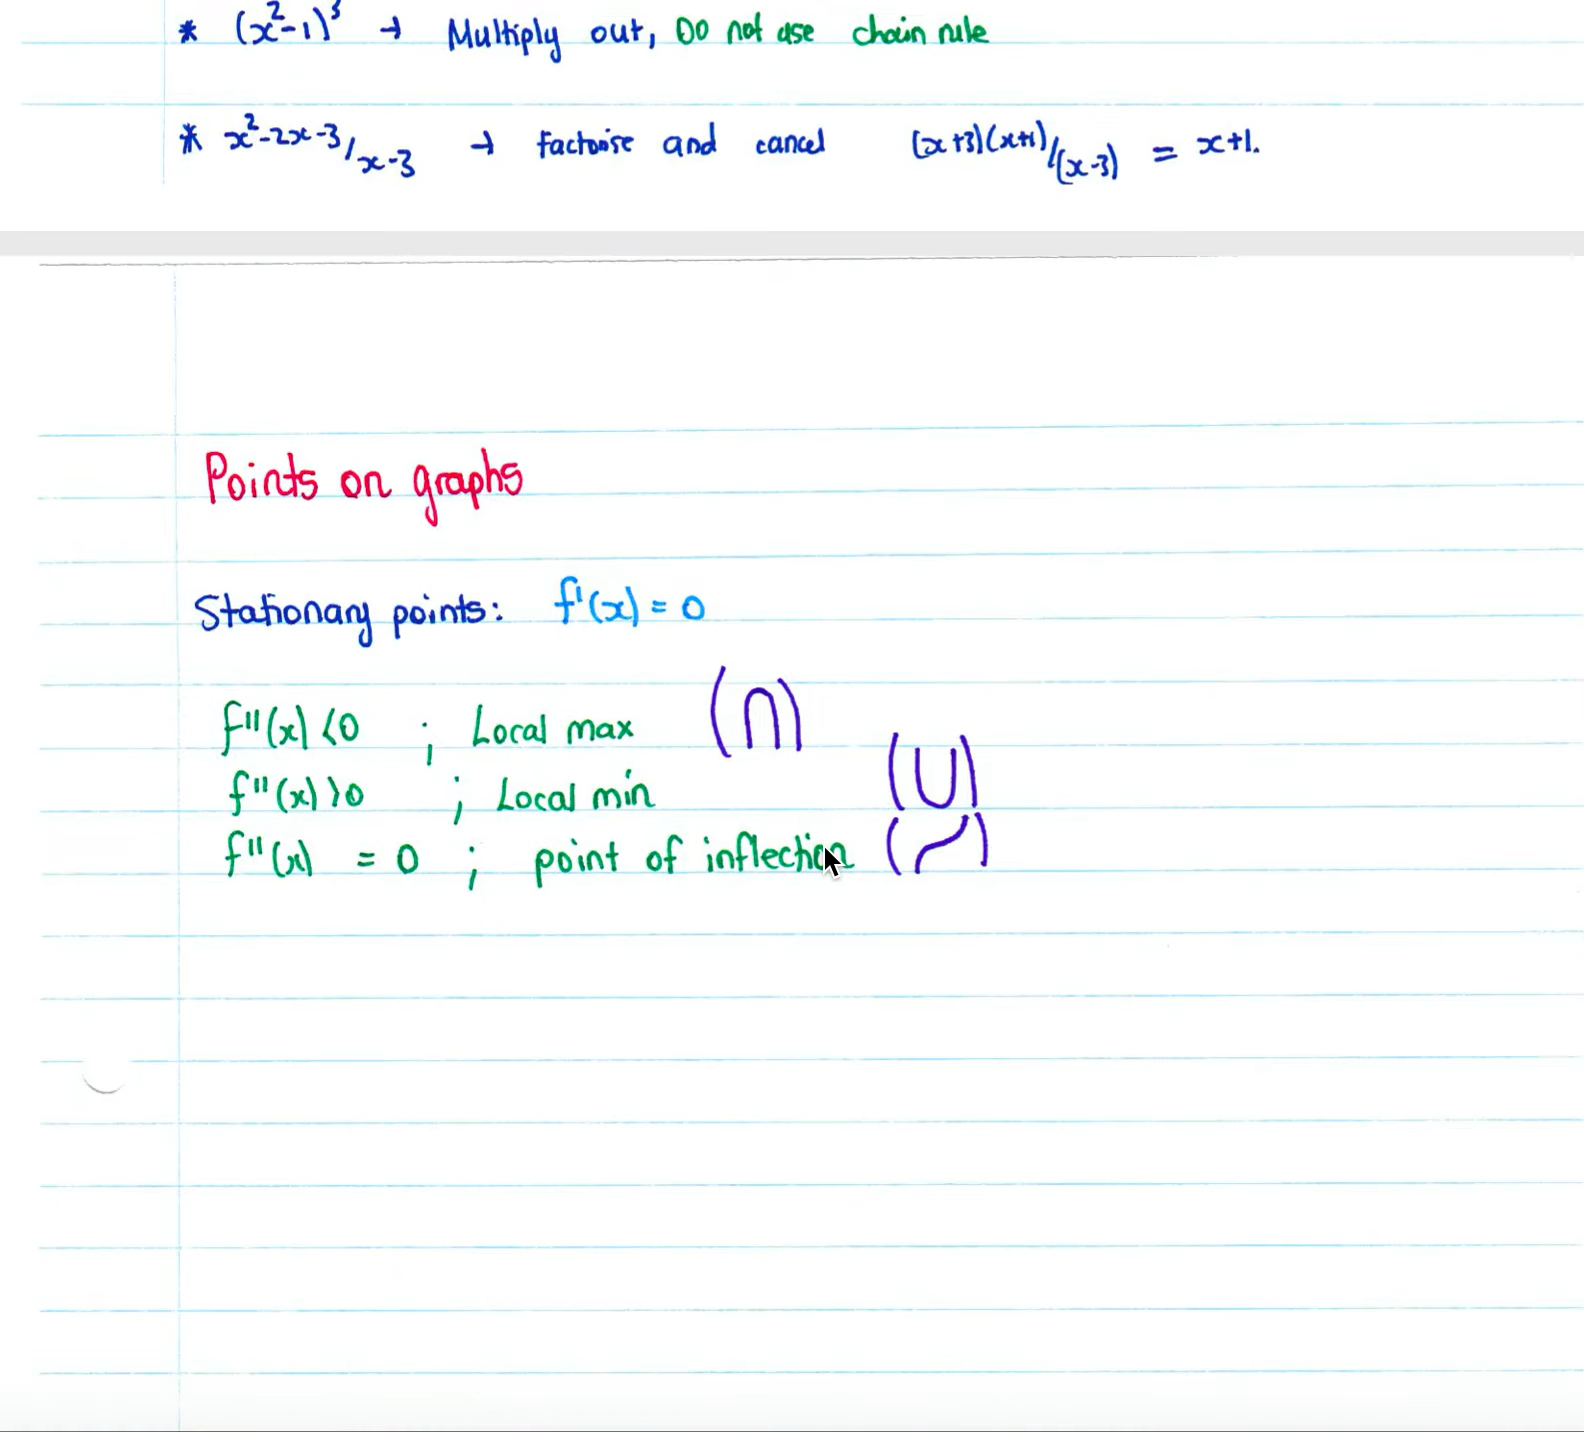 * (x²-1)³ → Multiply out, Do not use chain rule
* x²-2x-3/x-3 → factorise and cancel (x+3)(x+1)/(x-3) = x+1.
Points on graphs
Stationary points: f'(x) = 0
f''(x) <0 ; Local max (∩)
f''(x) >0 ; Local min (∪)
f''(x) = 0 ; point of inflection